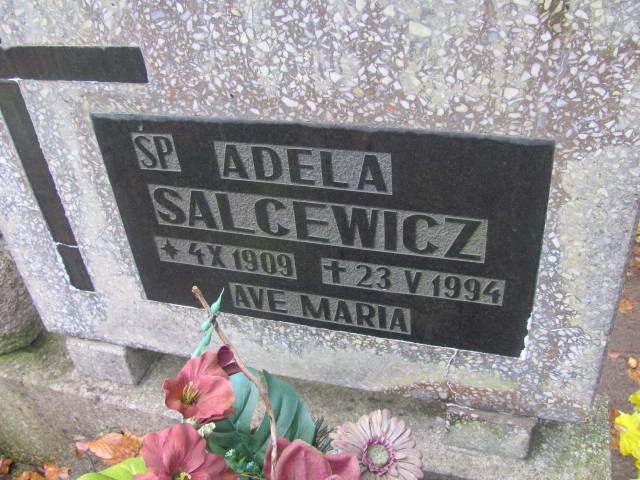 ŚP ADELA
SALCEWICZ
* 4 X 1909 ✝ 23 V 1994
AVE MARIA